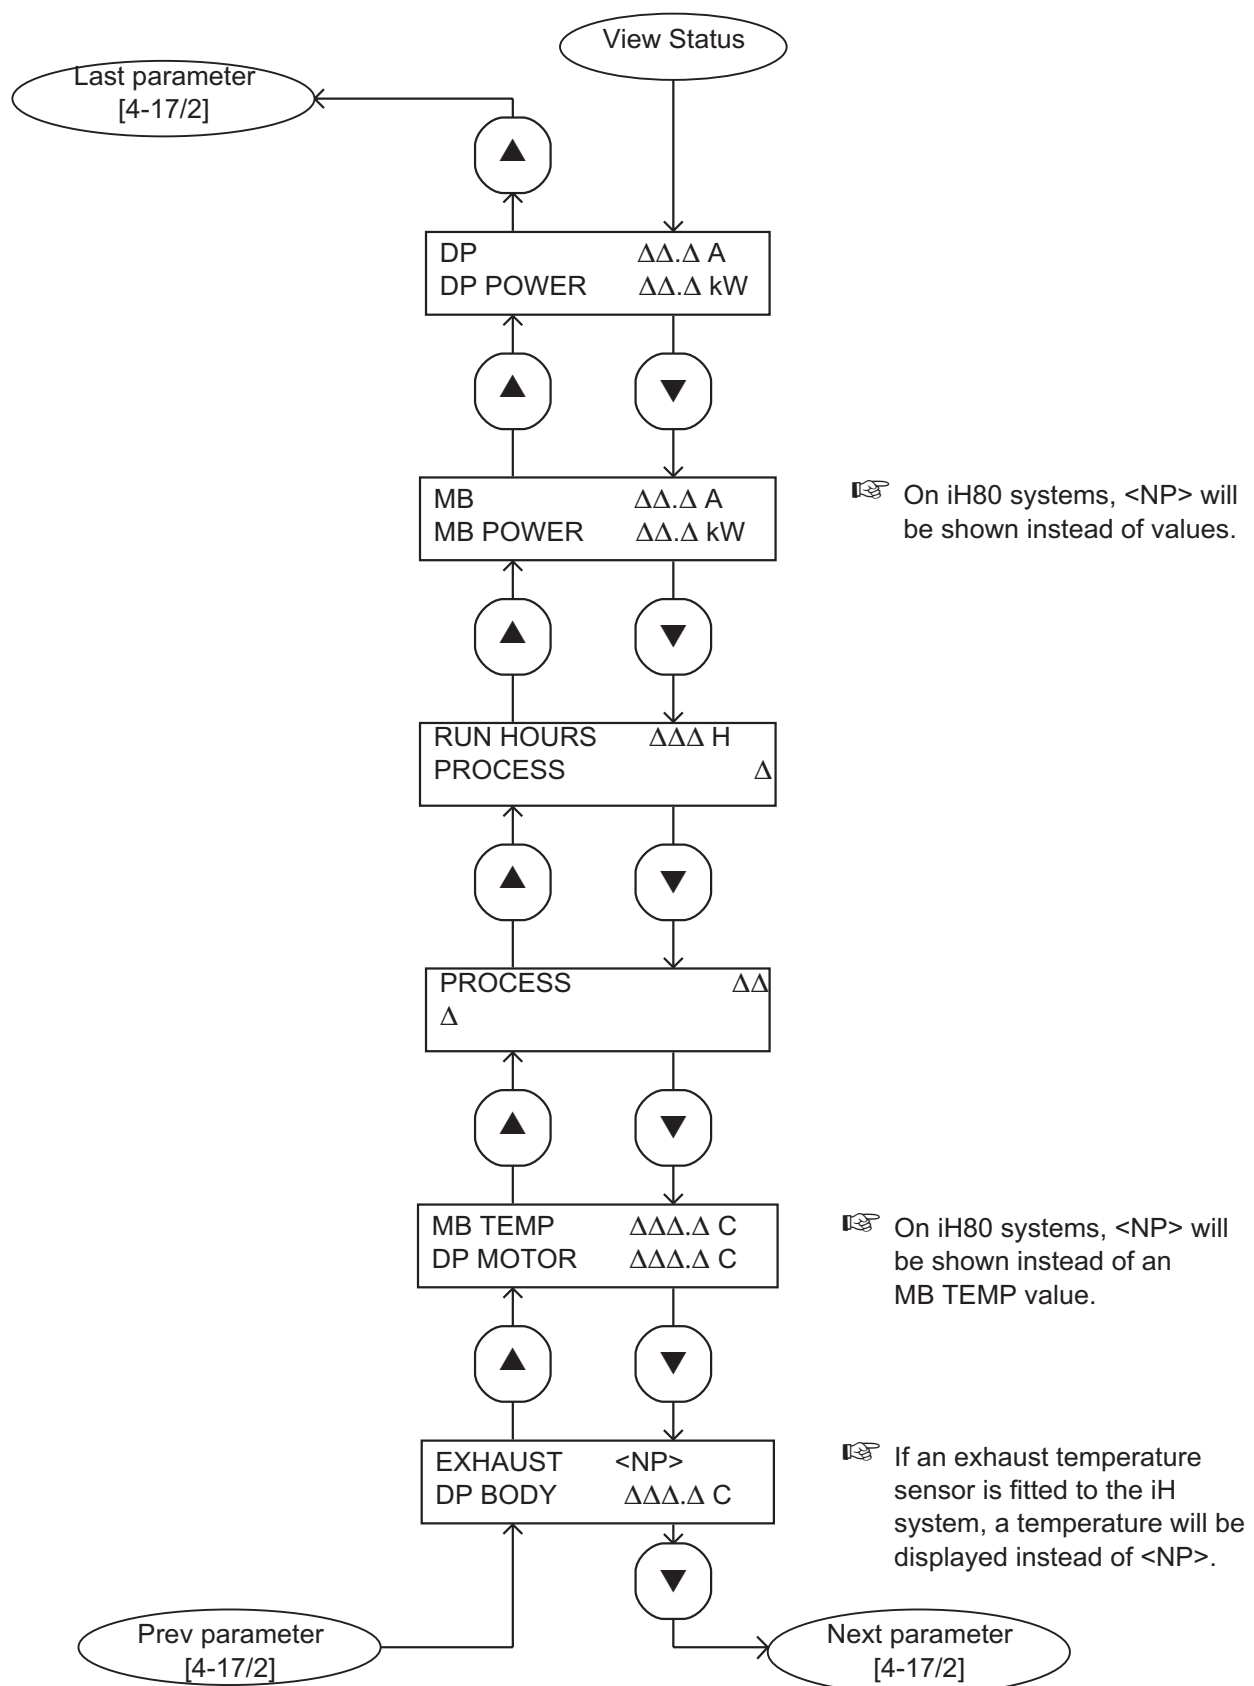 View Status
Last parameter
[4-17/2]
▲
DP ΔΔ.Δ A
DP POWER ΔΔ.Δ kW
▲ ▼
MB ΔΔ.Δ A
MB POWER ΔΔ.Δ kW
☞ On iH80 systems, <NP> will
be shown instead of values.
▲ ▼
RUN HOURS ΔΔΔ H
PROCESS Δ
▲ ▼
PROCESS ΔΔ
Δ
▲ ▼
MB TEMP ΔΔΔ.Δ C
DP MOTOR ΔΔΔ.Δ C
☞ On iH80 systems, <NP> will
be shown instead of an
MB TEMP value.
▲ ▼
EXHAUST <NP>
DP BODY ΔΔΔ.Δ C
☞ If an exhaust temperature
sensor is fitted to the iH
system, a temperature will be
displayed instead of <NP>.
▼
Prev parameter
[4-17/2]
Next parameter
[4-17/2]